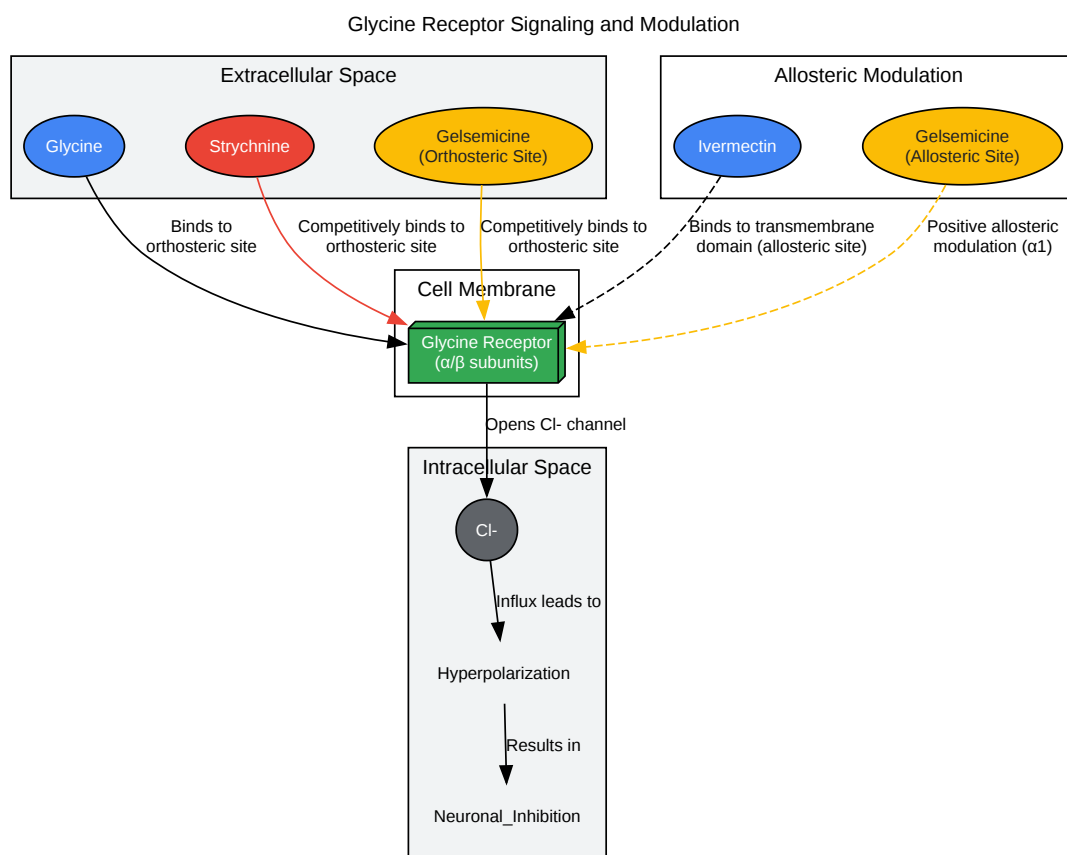 Glycine Receptor Signaling and Modulation
Extracellular Space
Allosteric Modulation
Glycine
Strychnine
Gelsemicine
(Orthosteric Site)
Ivermectin
Gelsemicine
(Allosteric Site)
Binds to
orthosteric site
Competitively binds to
orthosteric site
Competitively binds to
orthosteric site
Binds to transmembrane
domain (allosteric site)
Positive allosteric
modulation (α1)
Cell Membrane
Glycine Receptor
(α/β subunits)
Opens Cl- channel
Intracellular Space
Cl-
Influx leads to
Hyperpolarization
Results in
Neuronal_Inhibition